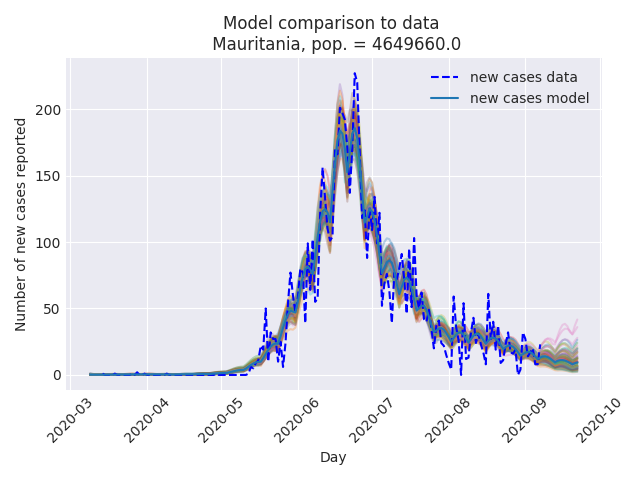 Model comparison to data
Mauritania, pop. = 4649660.0
new cases data
new cases model
Number of new cases reported
200
150
100
50
0
2020-03
2020-04
2020-05
2020-06
2020-07
2020-08
2020-09
2020-10
Day